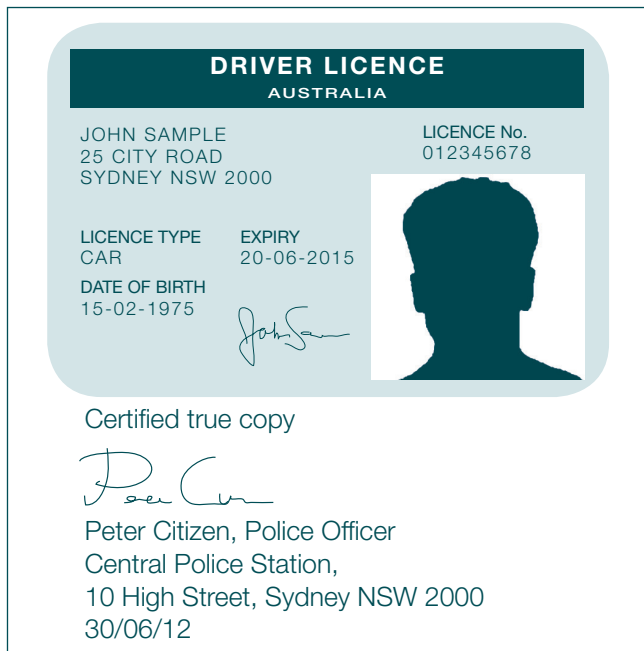 DRIVER LICENCE
AUSTRALIA
JOHN SAMPLE
25 CITY ROAD
SYDNEY NSW 2000
LICENCE No.
012345678
LICENCE TYPE
CAR
EXPIRY
20-06-2015
DATE OF BIRTH
15-02-1975
John Sam
Certified true copy
Peter Citizen, Police Officer
Central Police Station,
10 High Street, Sydney NSW 2000
30/06/12